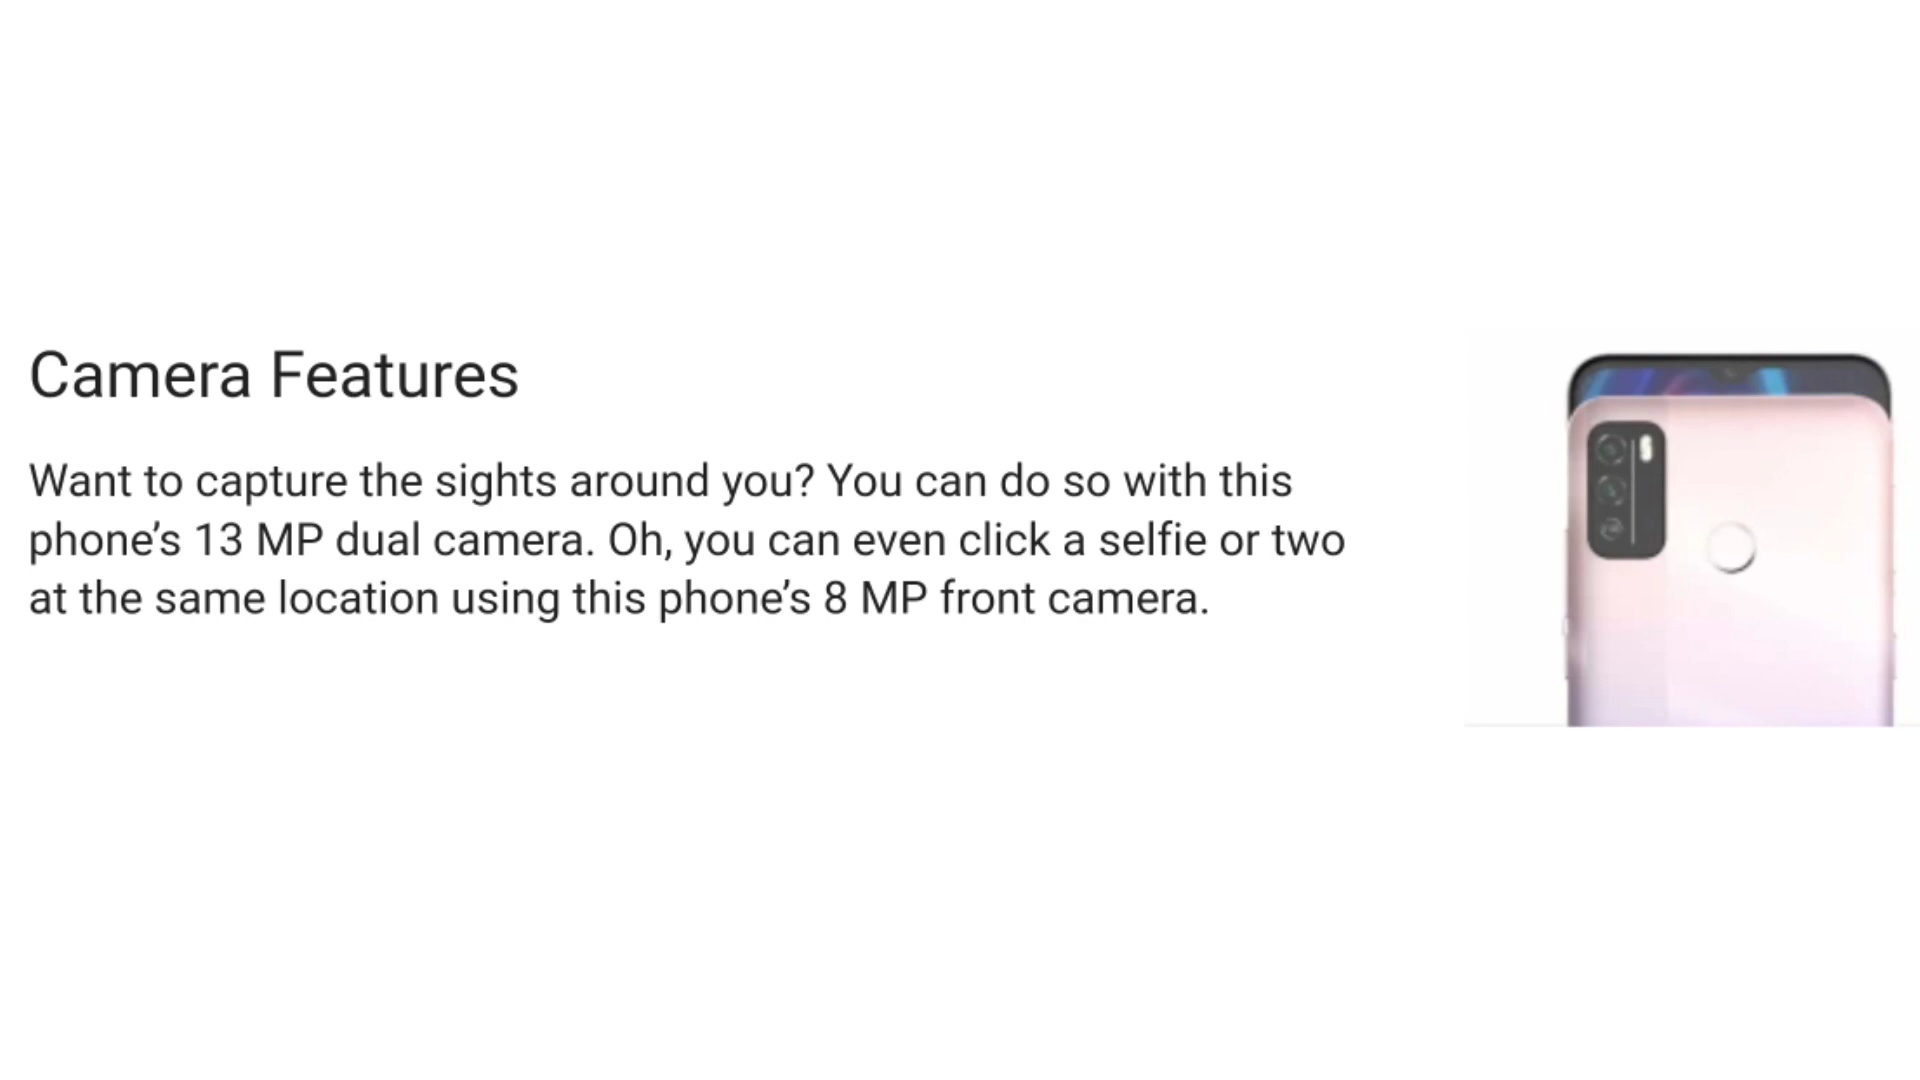 Camera Features
Want to capture the sights around you? You can do so with this
phone’s 13 MP dual camera. Oh, you can even click a selfie or two
at the same location using this phone’s 8 MP front camera.